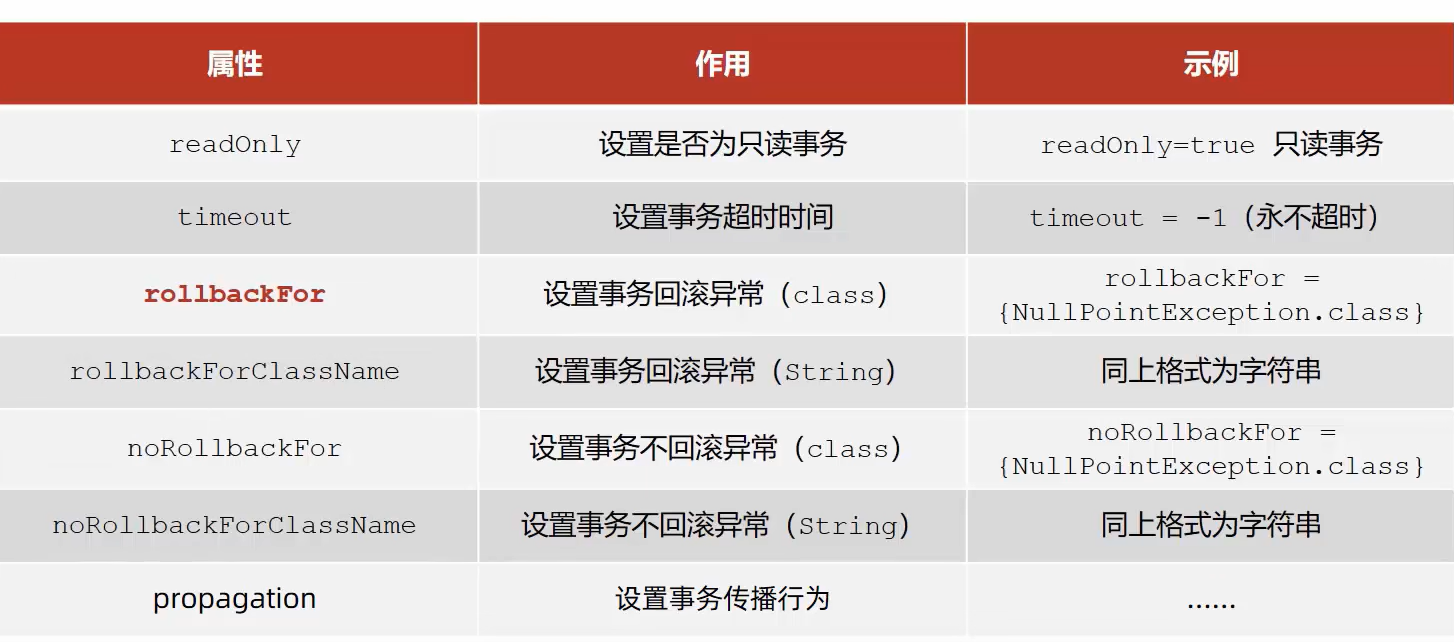 属性 作用 示例
readOnly 设置是否为只读事务 readOnly=true 只读事务
timeout 设置事务超时时间 timeout = -1（永不超时）
rollbackFor 设置事务回滚异常（class） rollbackFor =
{NullPointException.class}
rollbackForClassName 设置事务回滚异常（String） 同上格式为字符串
noRollbackFor 设置事务不回滚异常（class） noRollbackFor =
{NullPointException.class}
noRollbackForClassName 设置事务不回滚异常（String） 同上格式为字符串
propagation 设置事务传播行为 ……